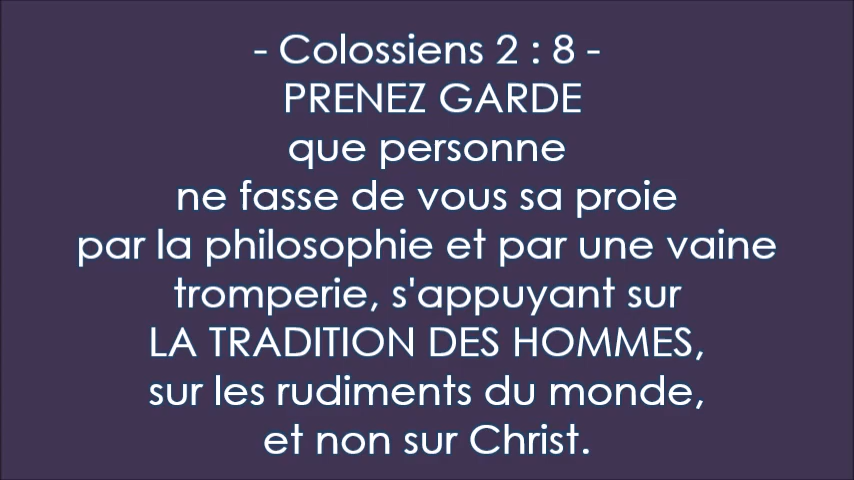 - Colossiens 2 : 8 -
PRENEZ GARDE
que personne
ne fasse de vous sa proie
par la philosophie et par une vaine
tromperie, s'appuyant sur
LA TRADITION DES HOMMES,
sur les rudiments du monde,
et non sur Christ.